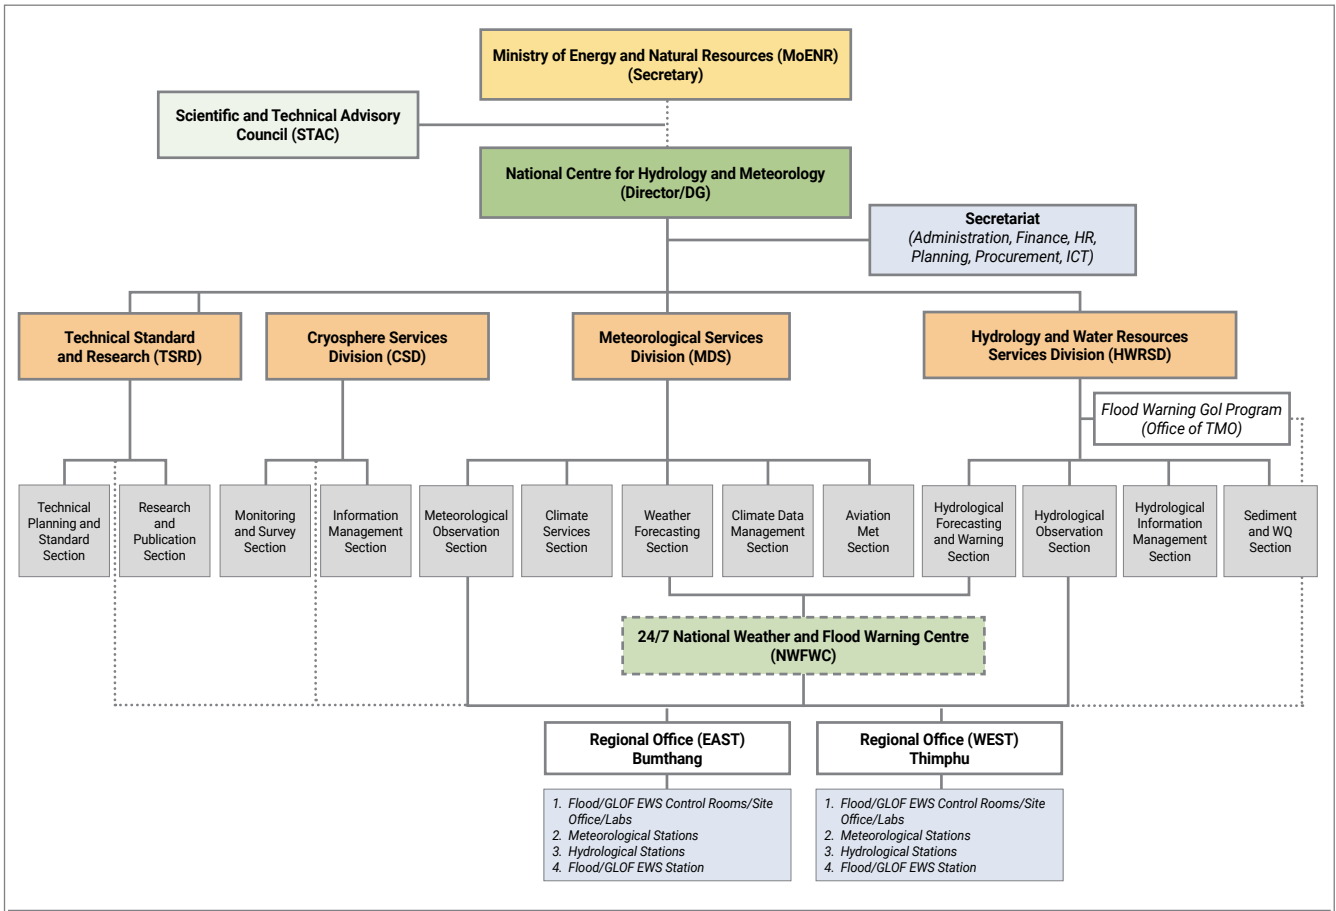 Ministry of Energy and Natural Resources (MoENR)
(Secretary)
Scientific and Technical Advisory
Council (STAC)
National Centre for Hydrology and Meteorology
(Director/DG)
Secretariat
(Administration, Finance, HR,
Planning, Procurement, ICT)
Technical Standard
and Research (TSRD)
Cryosphere Services
Division (CSD)
Meteorological Services
Division (MDS)
Hydrology and Water Resources
Services Division (HWRSD)
Flood Warning GoI Program
(Office of TMO)
Technical
Planning and
Standard
Section
Research
and
Publication
Section
Monitoring
and Survey
Section
Information
Management
Section
Meteorological
Observation
Section
Climate
Services
Section
Weather
Forecasting
Section
Climate Data
Management
Section
Aviation
Met
Section
Hydrological
Forecasting
and Warning
Section
Hydrological
Observation
Section
Hydrological
Information
Management
Section
Sediment
and WQ
Section
24/7 National Weather and Flood Warning Centre
(NWFWC)
Regional Office (EAST)
Bumthang
Regional Office (WEST)
Thimphu
1. Flood/GLOF EWS Control Rooms/Site
Office/Labs
2. Meteorological Stations
3. Hydrological Stations
4. Flood/GLOF EWS Station
1. Flood/GLOF EWS Control Rooms/Site
Office/Labs
2. Meteorological Stations
3. Hydrological Stations
4. Flood/GLOF EWS Station